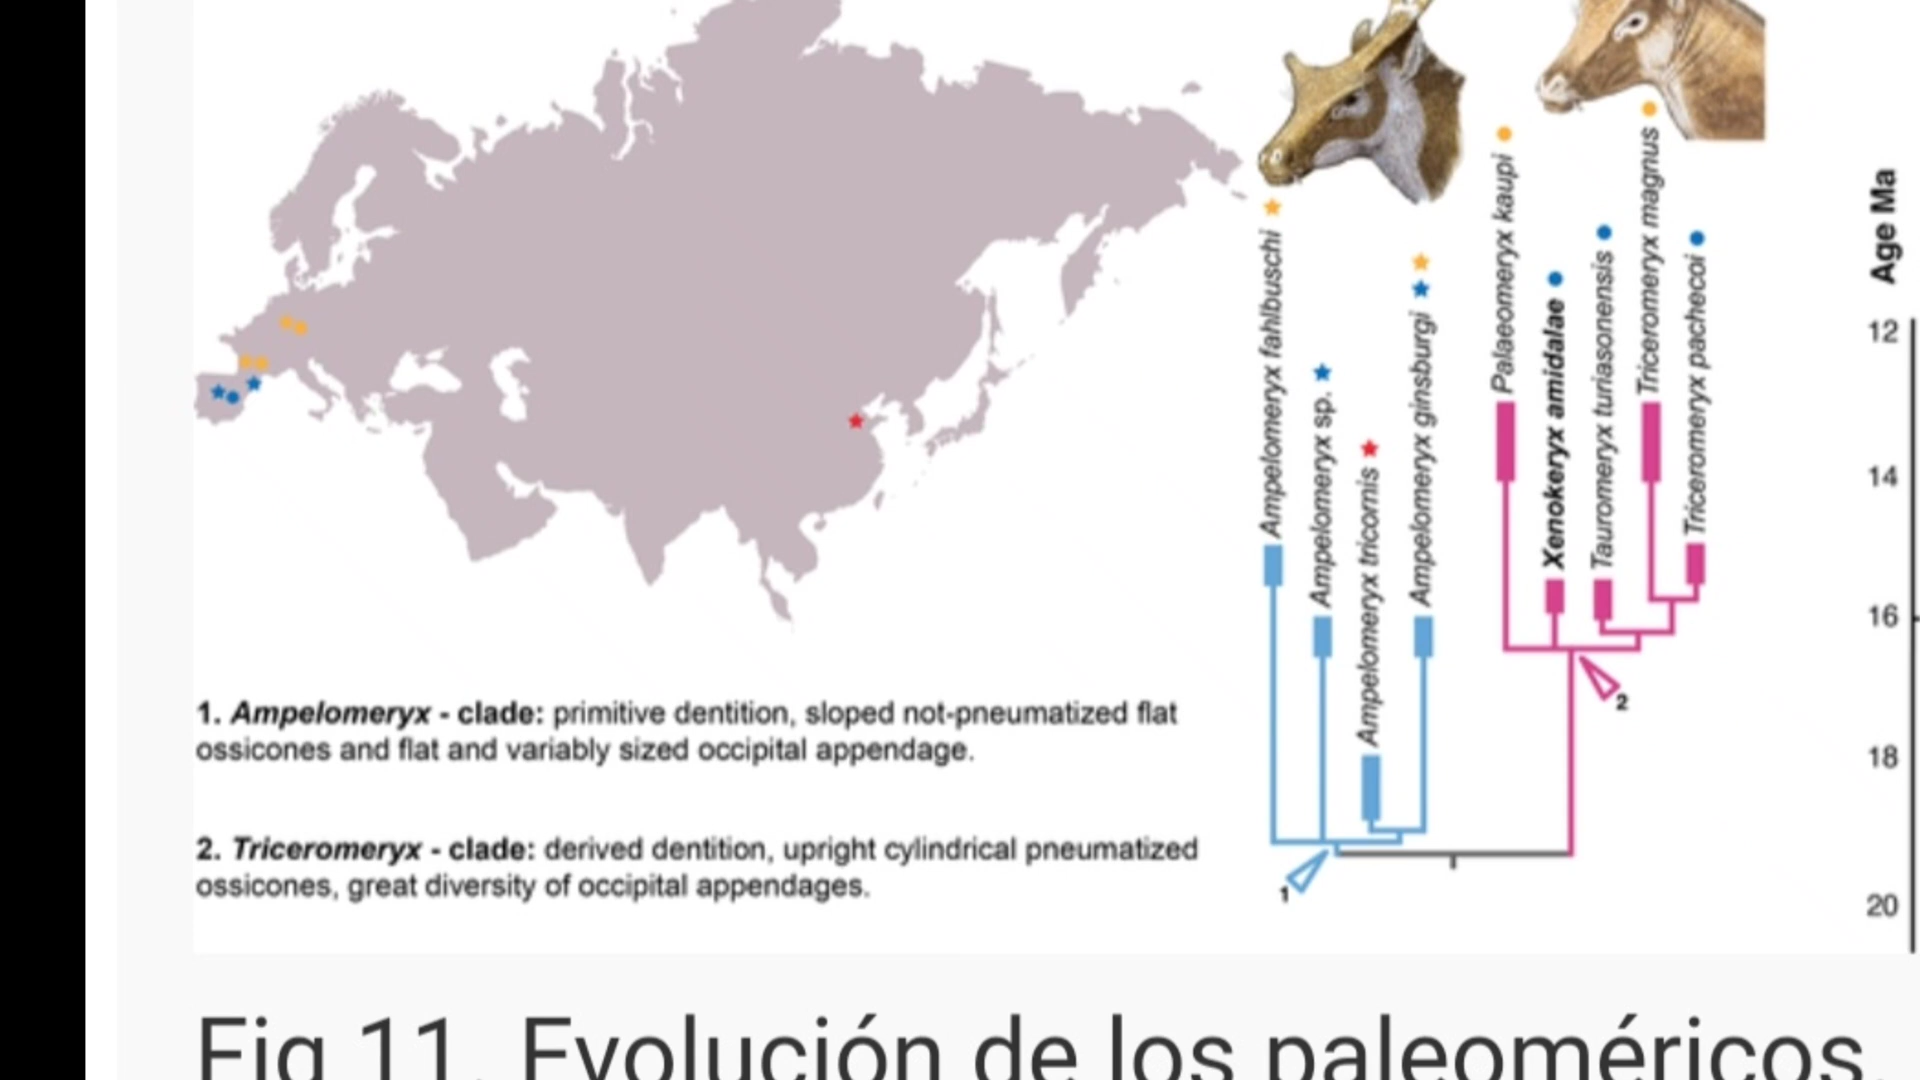 Ampelomeryx fahlbuschi
Ampelomeryx sp.
Ampelomeryx tricornis
Ampelomeryx ginsburgi
Palaeomeryx kaupi
Xenokeryx amidalae
Tauromeryx turiasonensis
Triceromeryx magnus
Triceromeryx pachecoi
Age Ma
12
14
16
18
20
2
1
1. Ampelomeryx - clade: primitive dentition, sloped not-pneumatized flat
ossicones and flat and variably sized occipital appendage.
2. Triceromeryx - clade: derived dentition, upright cylindrical pneumatized
ossicones, great diversity of occipital appendages.
Fig 11. Evolución de los paleoméricos.